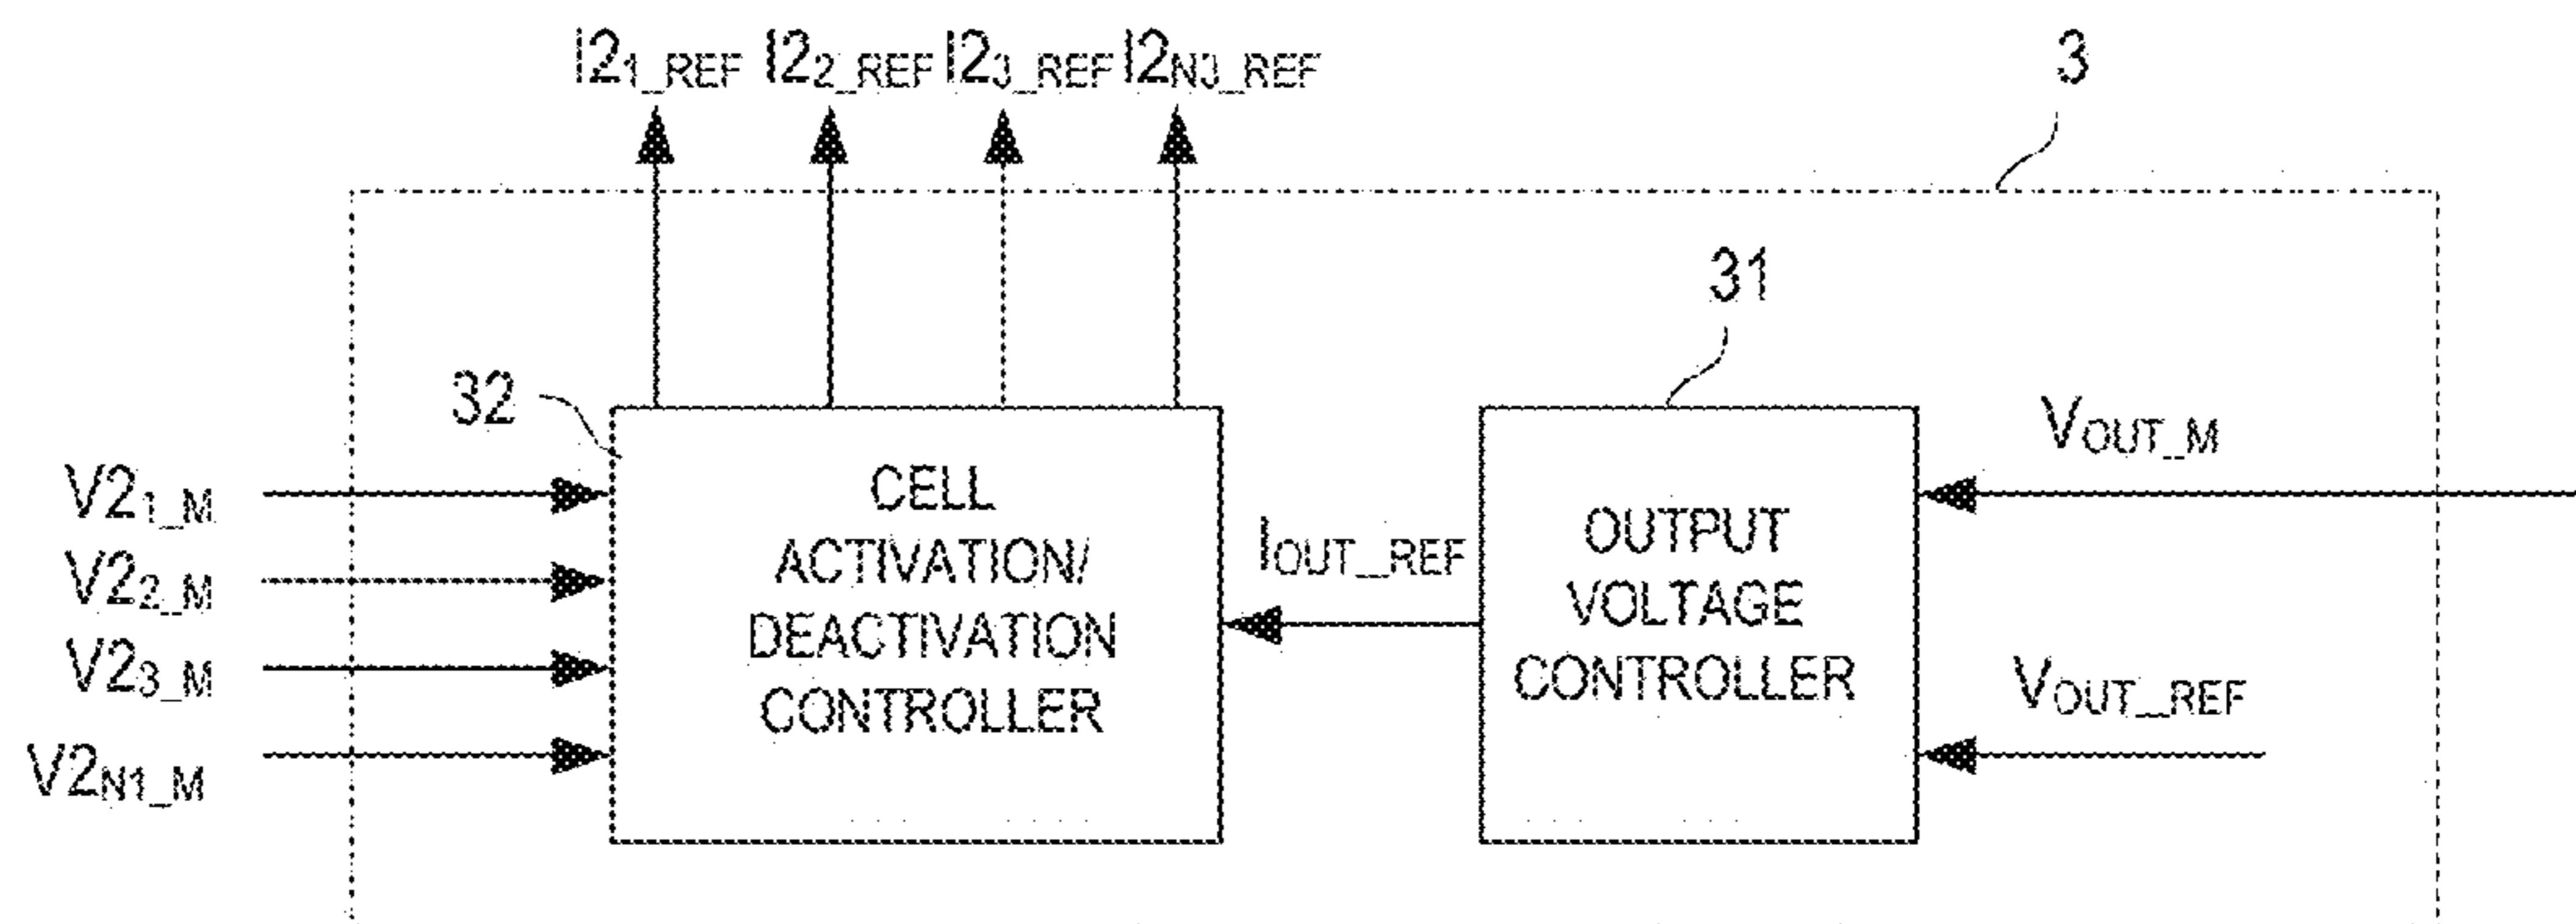 I2₁_REF I2₂_REF I2₃_REF I2N3_REF
3
31
32
V2₁_M
V2₂_M
V2₃_M
V2N1_M
CELL
ACTIVATION/
DEACTIVATION
CONTROLLER
IOUT_REF
OUTPUT
VOLTAGE
CONTROLLER
VOUT_M
VOUT_REF